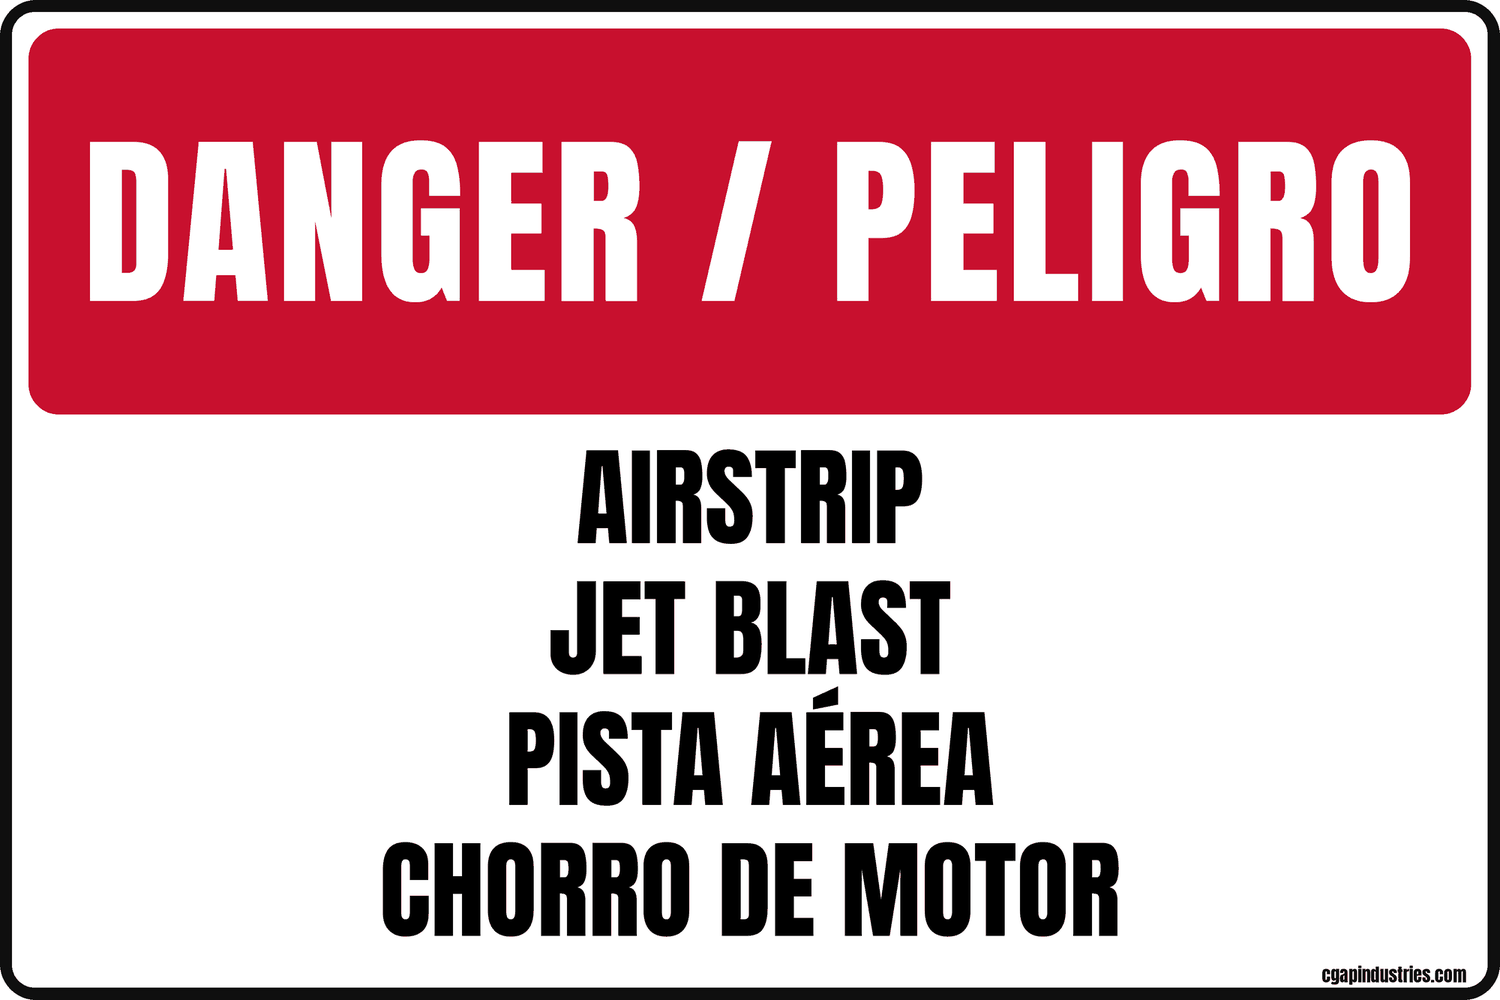 DANGER / PELIGRO
AIRSTRIP
JET BLAST
PISTA AÉREA
CHORRO DE MOTOR
cgapindustries.com